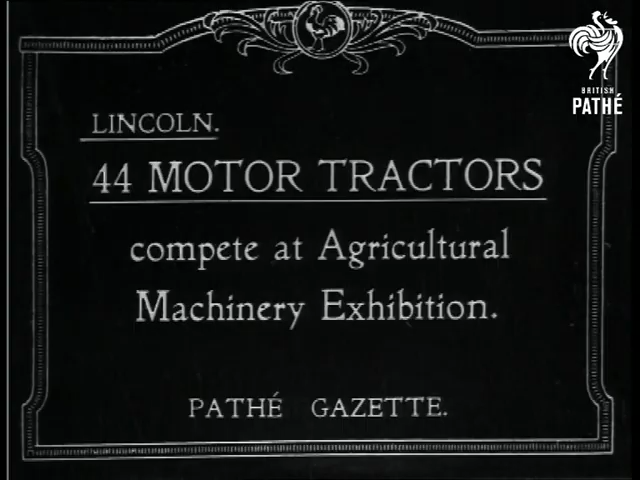 BRITISH
PATHÉ
LINCOLN.
44 MOTOR TRACTORS
compete at Agricultural
Machinery Exhibition.
PATHÉ GAZETTE.